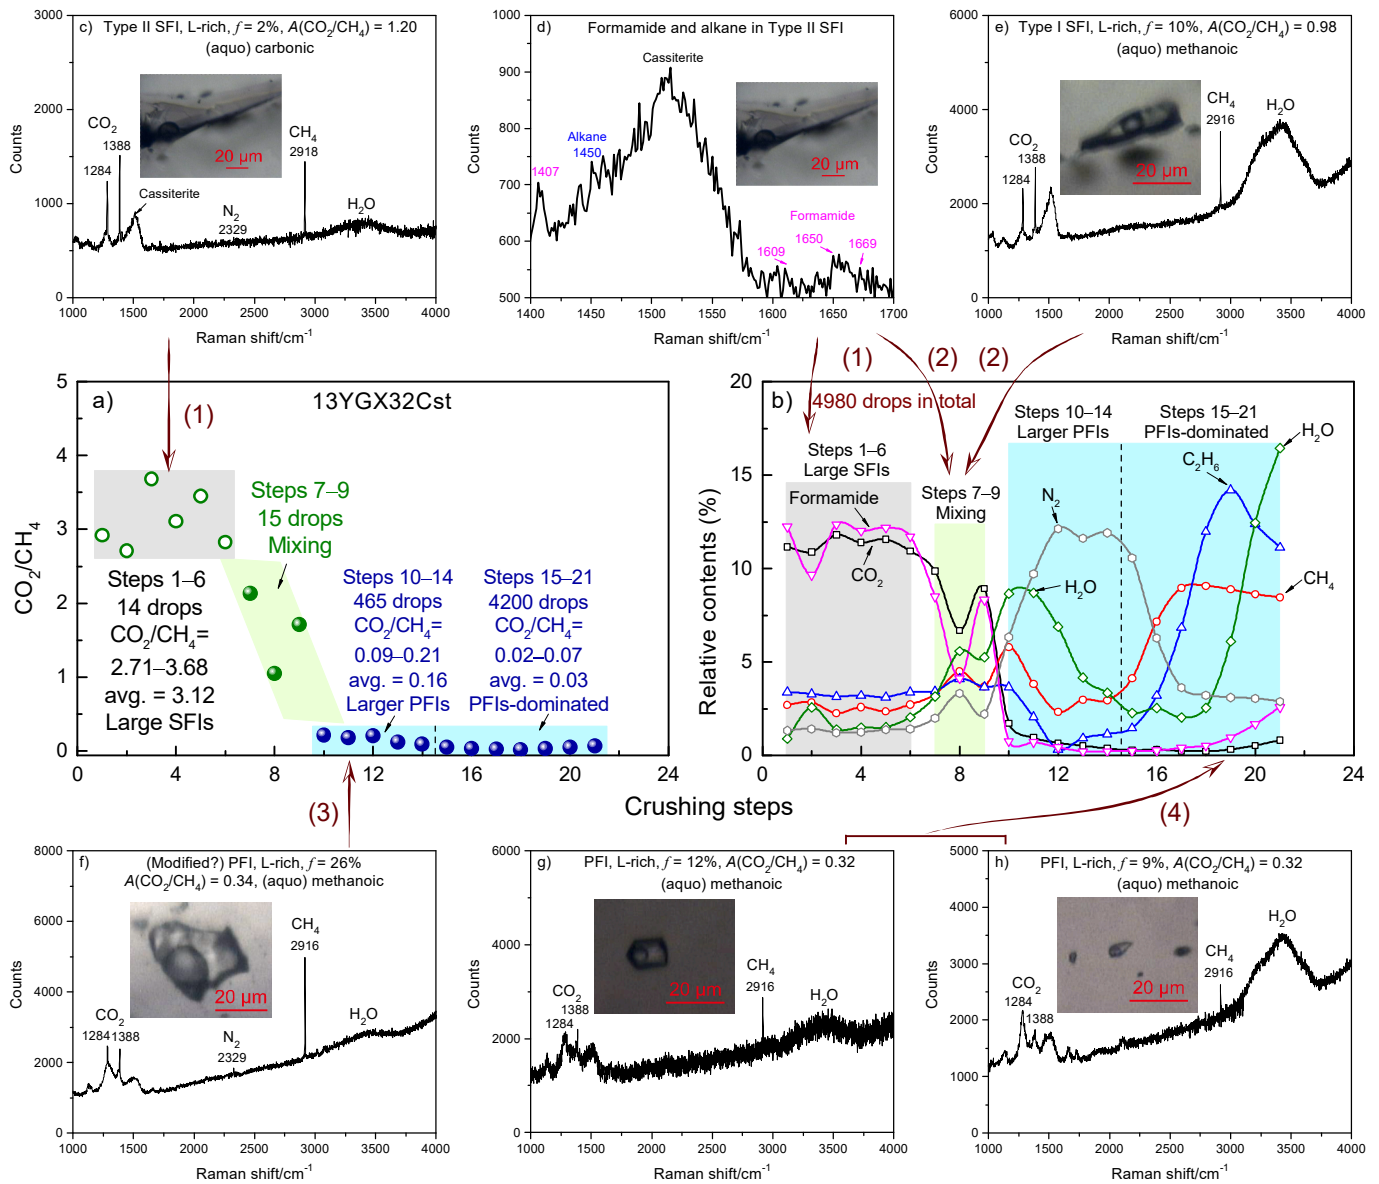 c) Type II SFI, L-rich, f = 2%, A(CO2/CH4) = 1.20
(aquo) carbonic
3000
2000
1000
0
Counts
CO2
1388
1284
Cassiterite
20 μm
N2
2329
CH4
2918
H2O
1000 1500 2000 2500 3000 3500 4000
Raman shift/cm-1
d) Formamide and alkane in Type II SFI
1000
900
800
700
600
500
Counts
Cassiterite
Alkane
1450
1407
20 μm
Formamide
1650
1609
1669
1400 1450 1500 1550 1600 1650 1700
Raman shift/cm-1
e) Type I SFI, L-rich, f = 10%, A(CO2/CH4) = 0.98
(aquo) methanoic
6000
4000
2000
0
Counts
CO2
1388
1284
20 μm
CH4
2916
H2O
1000 1500 2000 2500 3000 3500 4000
Raman shift/cm-1
(1)
(1)
(2)
(2)
a) 13YGX32Cst
5
4
3
2
1
0
CO2/CH4
Steps 7–9
15 drops
Mixing
Steps 1–6
14 drops
CO2/CH4=
2.71–3.68
avg. = 3.12
Large SFIs
Steps 10–14
465 drops
CO2/CH4=
0.09–0.21
avg. = 0.16
Larger PFIs
Steps 15–21
4200 drops
CO2/CH4=
0.02–0.07
avg. = 0.03
PFIs-dominated
0 4 8 12 16 20 24
b) 4980 drops in total
20
15
10
5
0
Relative contents (%)
Steps 1–6
Large SFIs
Steps 7–9
Mixing
Steps 10–14
Larger PFIs
Steps 15–21
PFIs-dominated
Formamide
CO2
N2
H2O
C2H6
H2O
CH4
0 4 8 12 16 20 24
Crushing steps
(3)
(4)
f) (Modified?) PFI, L-rich, f = 26%
A(CO2/CH4) = 0.34, (aquo) methanoic
8000
6000
4000
2000
0
Counts
CO2
1284
1388
20 μm
N2
2329
CH4
2916
H2O
1000 1500 2000 2500 3000 3500 4000
Raman shift/cm-1
g) PFI, L-rich, f = 12%, A(CO2/CH4) = 0.32
(aquo) methanoic
6000
4000
2000
0
Counts
CO2
1388
1284
20 μm
CH4
2916
H2O
1000 1500 2000 2500 3000 3500 4000
Raman shift/cm-1
h) PFI, L-rich, f = 9%, A(CO2/CH4) = 0.32
(aquo) methanoic
5000
4000
3000
2000
1000
0
Counts
CO2
1284
1388
20 μm
CH4
2916
H2O
1000 1500 2000 2500 3000 3500 4000
Raman shift/cm-1